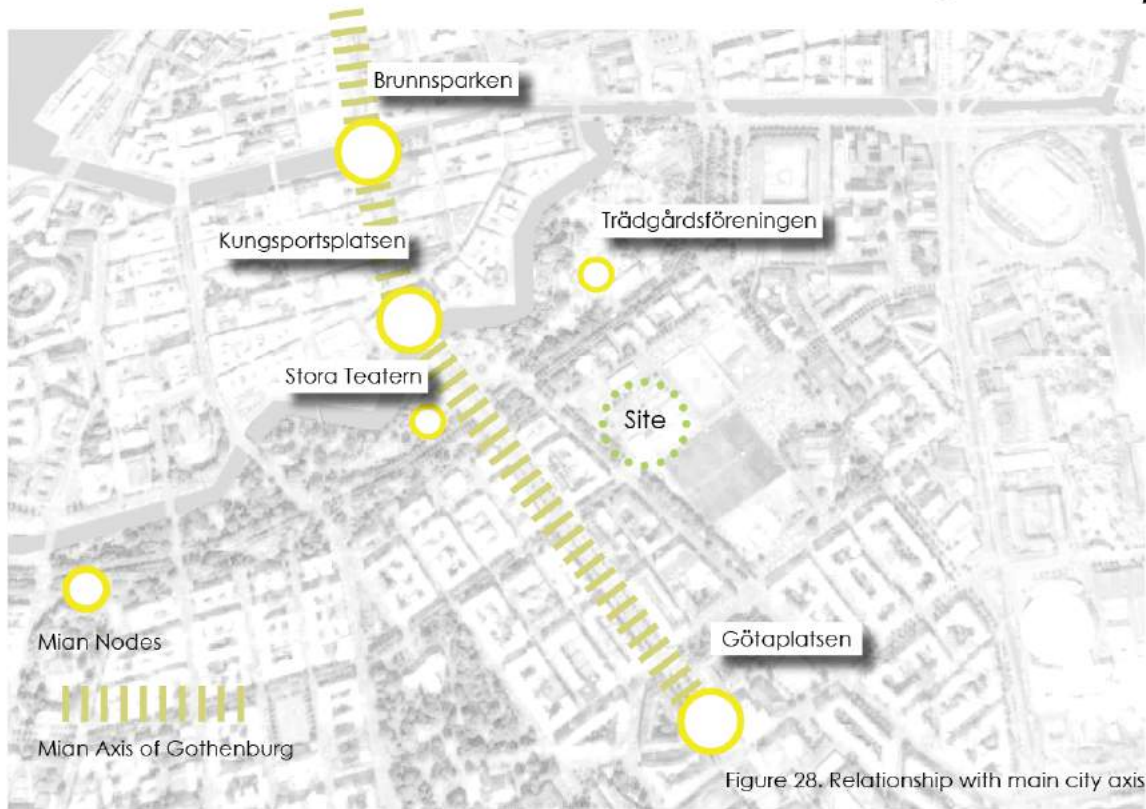 Brunnsparken
Trädgårdsföreningen
Kungsportsplatsen
Stora Teatern
Site
Götaplatsen
Mian Nodes
Mian Axis of Gothenburg
Figure 28. Relationship with main city axis